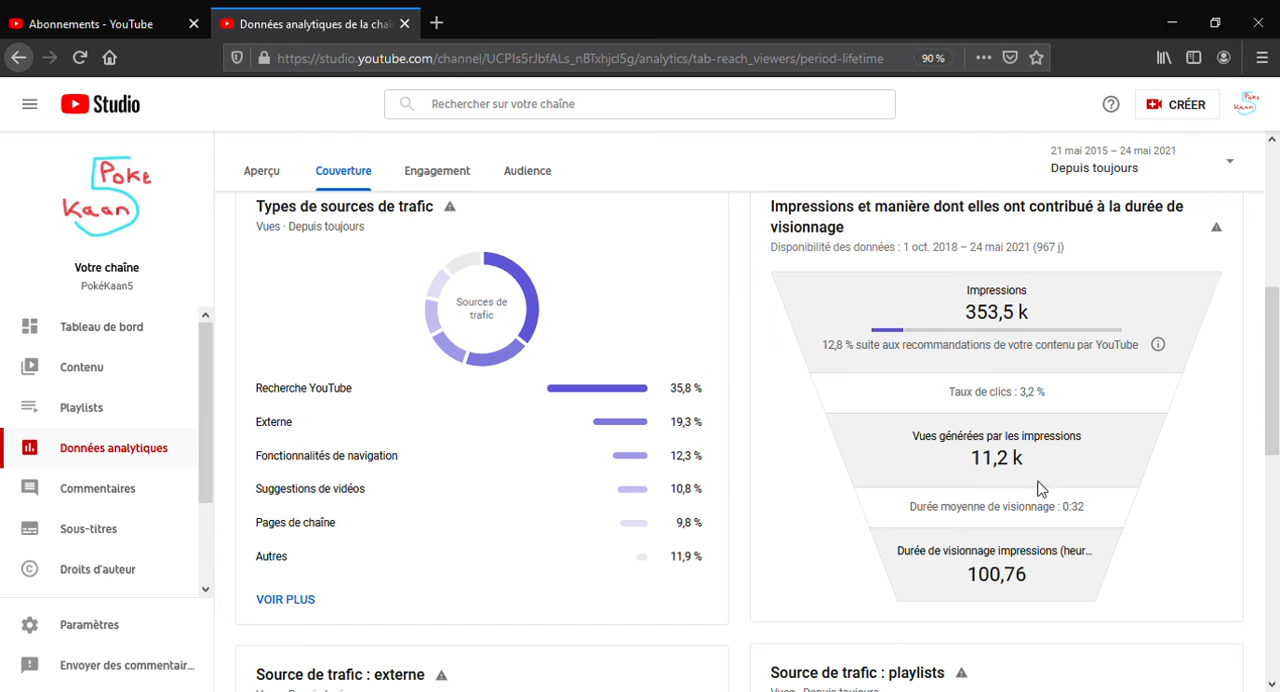 Abonnements - YouTube
Données analytiques de la chaî
https://studio.youtube.com/channel/UCPIs5rJbfALs_nBTxhjcl5g/analytics/tab-reach_viewers/period-lifetime
90 %
Studio
Rechercher sur votre chaîne
CRÉER
Poke
Kaan
Poke
Kaan
Votre chaîne
PokéKaan5
Tableau de bord
Contenu
Playlists
Données analytiques
Commentaires
Sous-titres
Droits d'auteur
Paramètres
Envoyer des commentair...
Aperçu
Couverture
Engagement
Audience
21 mai 2015 – 24 mai 2021
Depuis toujours
Types de sources de trafic
Vues · Depuis toujours
Sources de
trafic
Recherche YouTube 35,8 %
Externe 19,3 %
Fonctionnalités de navigation 12,3 %
Suggestions de vidéos 10,8 %
Pages de chaîne 9,8 %
Autres 11,9 %
VOIR PLUS
Impressions et manière dont elles ont contribué à la durée de
visionnage
Disponibilité des données : 1 oct. 2018 – 24 mai 2021 (967 j)
Impressions
353,5 k
12,8 % suite aux recommandations de votre contenu par YouTube
Taux de clics : 3,2 %
Vues générées par les impressions
11,2 k
Durée moyenne de visionnage : 0:32
Durée de visionnage impressions (heur...
100,76
Source de trafic : externe
Source de trafic : playlists
Vues · Depuis toujours